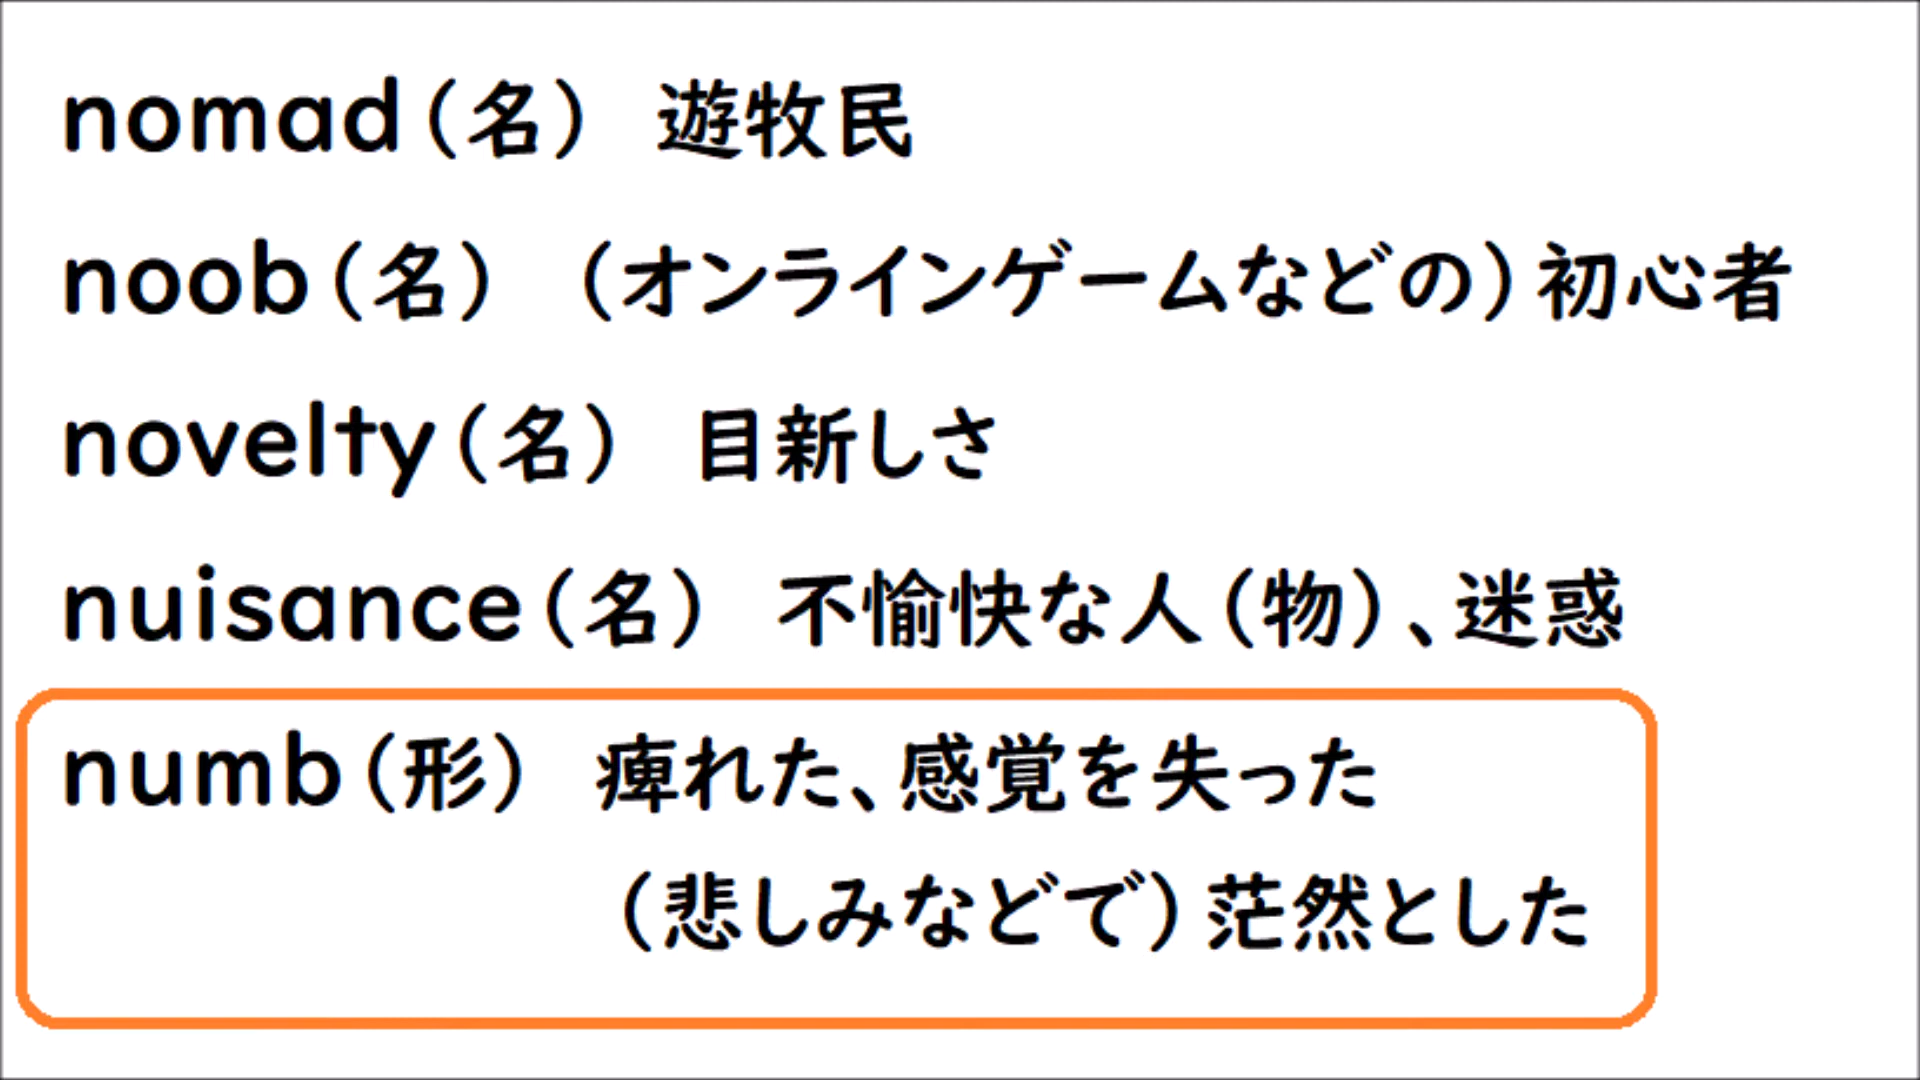 nomad（名） 遊牧民
noob（名） （オンラインゲームなどの）初心者
novelty（名） 目新しさ
nuisance（名） 不愉快な人（物）、迷惑
numb（形） 痺れた、感覚を失った
（悲しみなどで）茫然とした